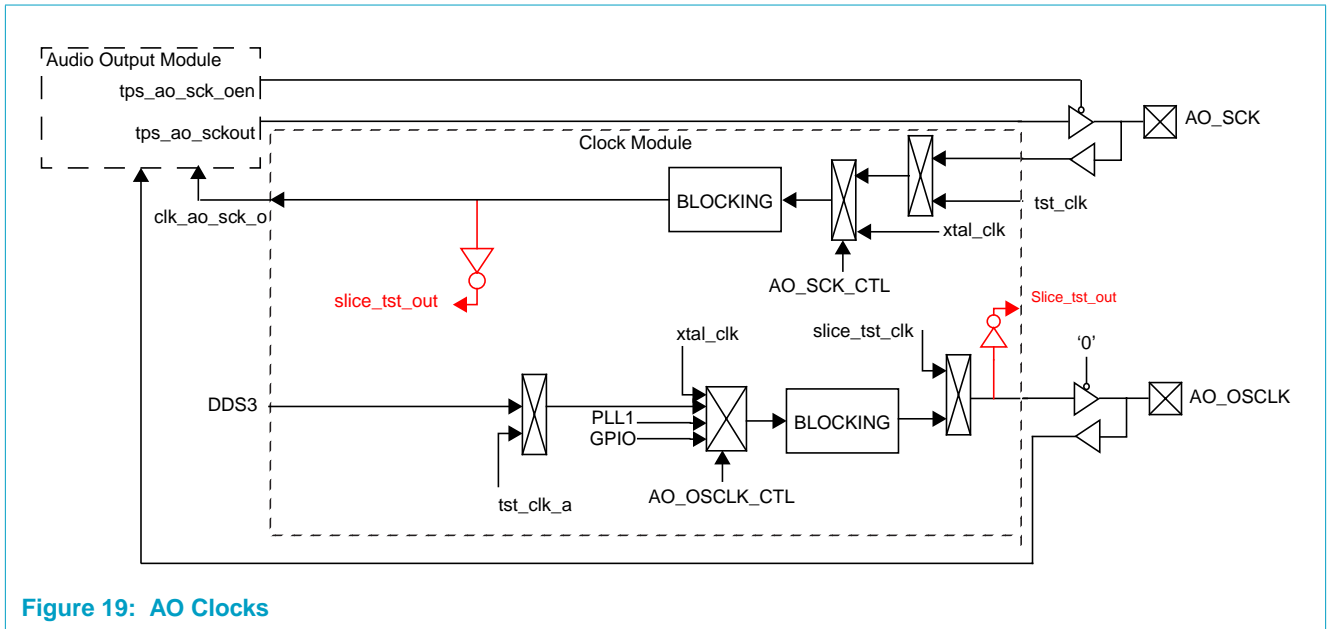 Audio Output Module
tps_ao_sck_oen
tps_ao_sckout
AO_SCK
Clock Module
BLOCKING
clk_ao_sck_o
tst_clk
xtal_clk
AO_SCK_CTL
slice_tst_out
Slice_tst_out
xtal_clk
slice_tst_clk
'0'
DDS3
PLL1
GPIO
BLOCKING
AO_OSCLK
tst_clk_a
AO_OSCLK_CTL
Figure 19: AO Clocks